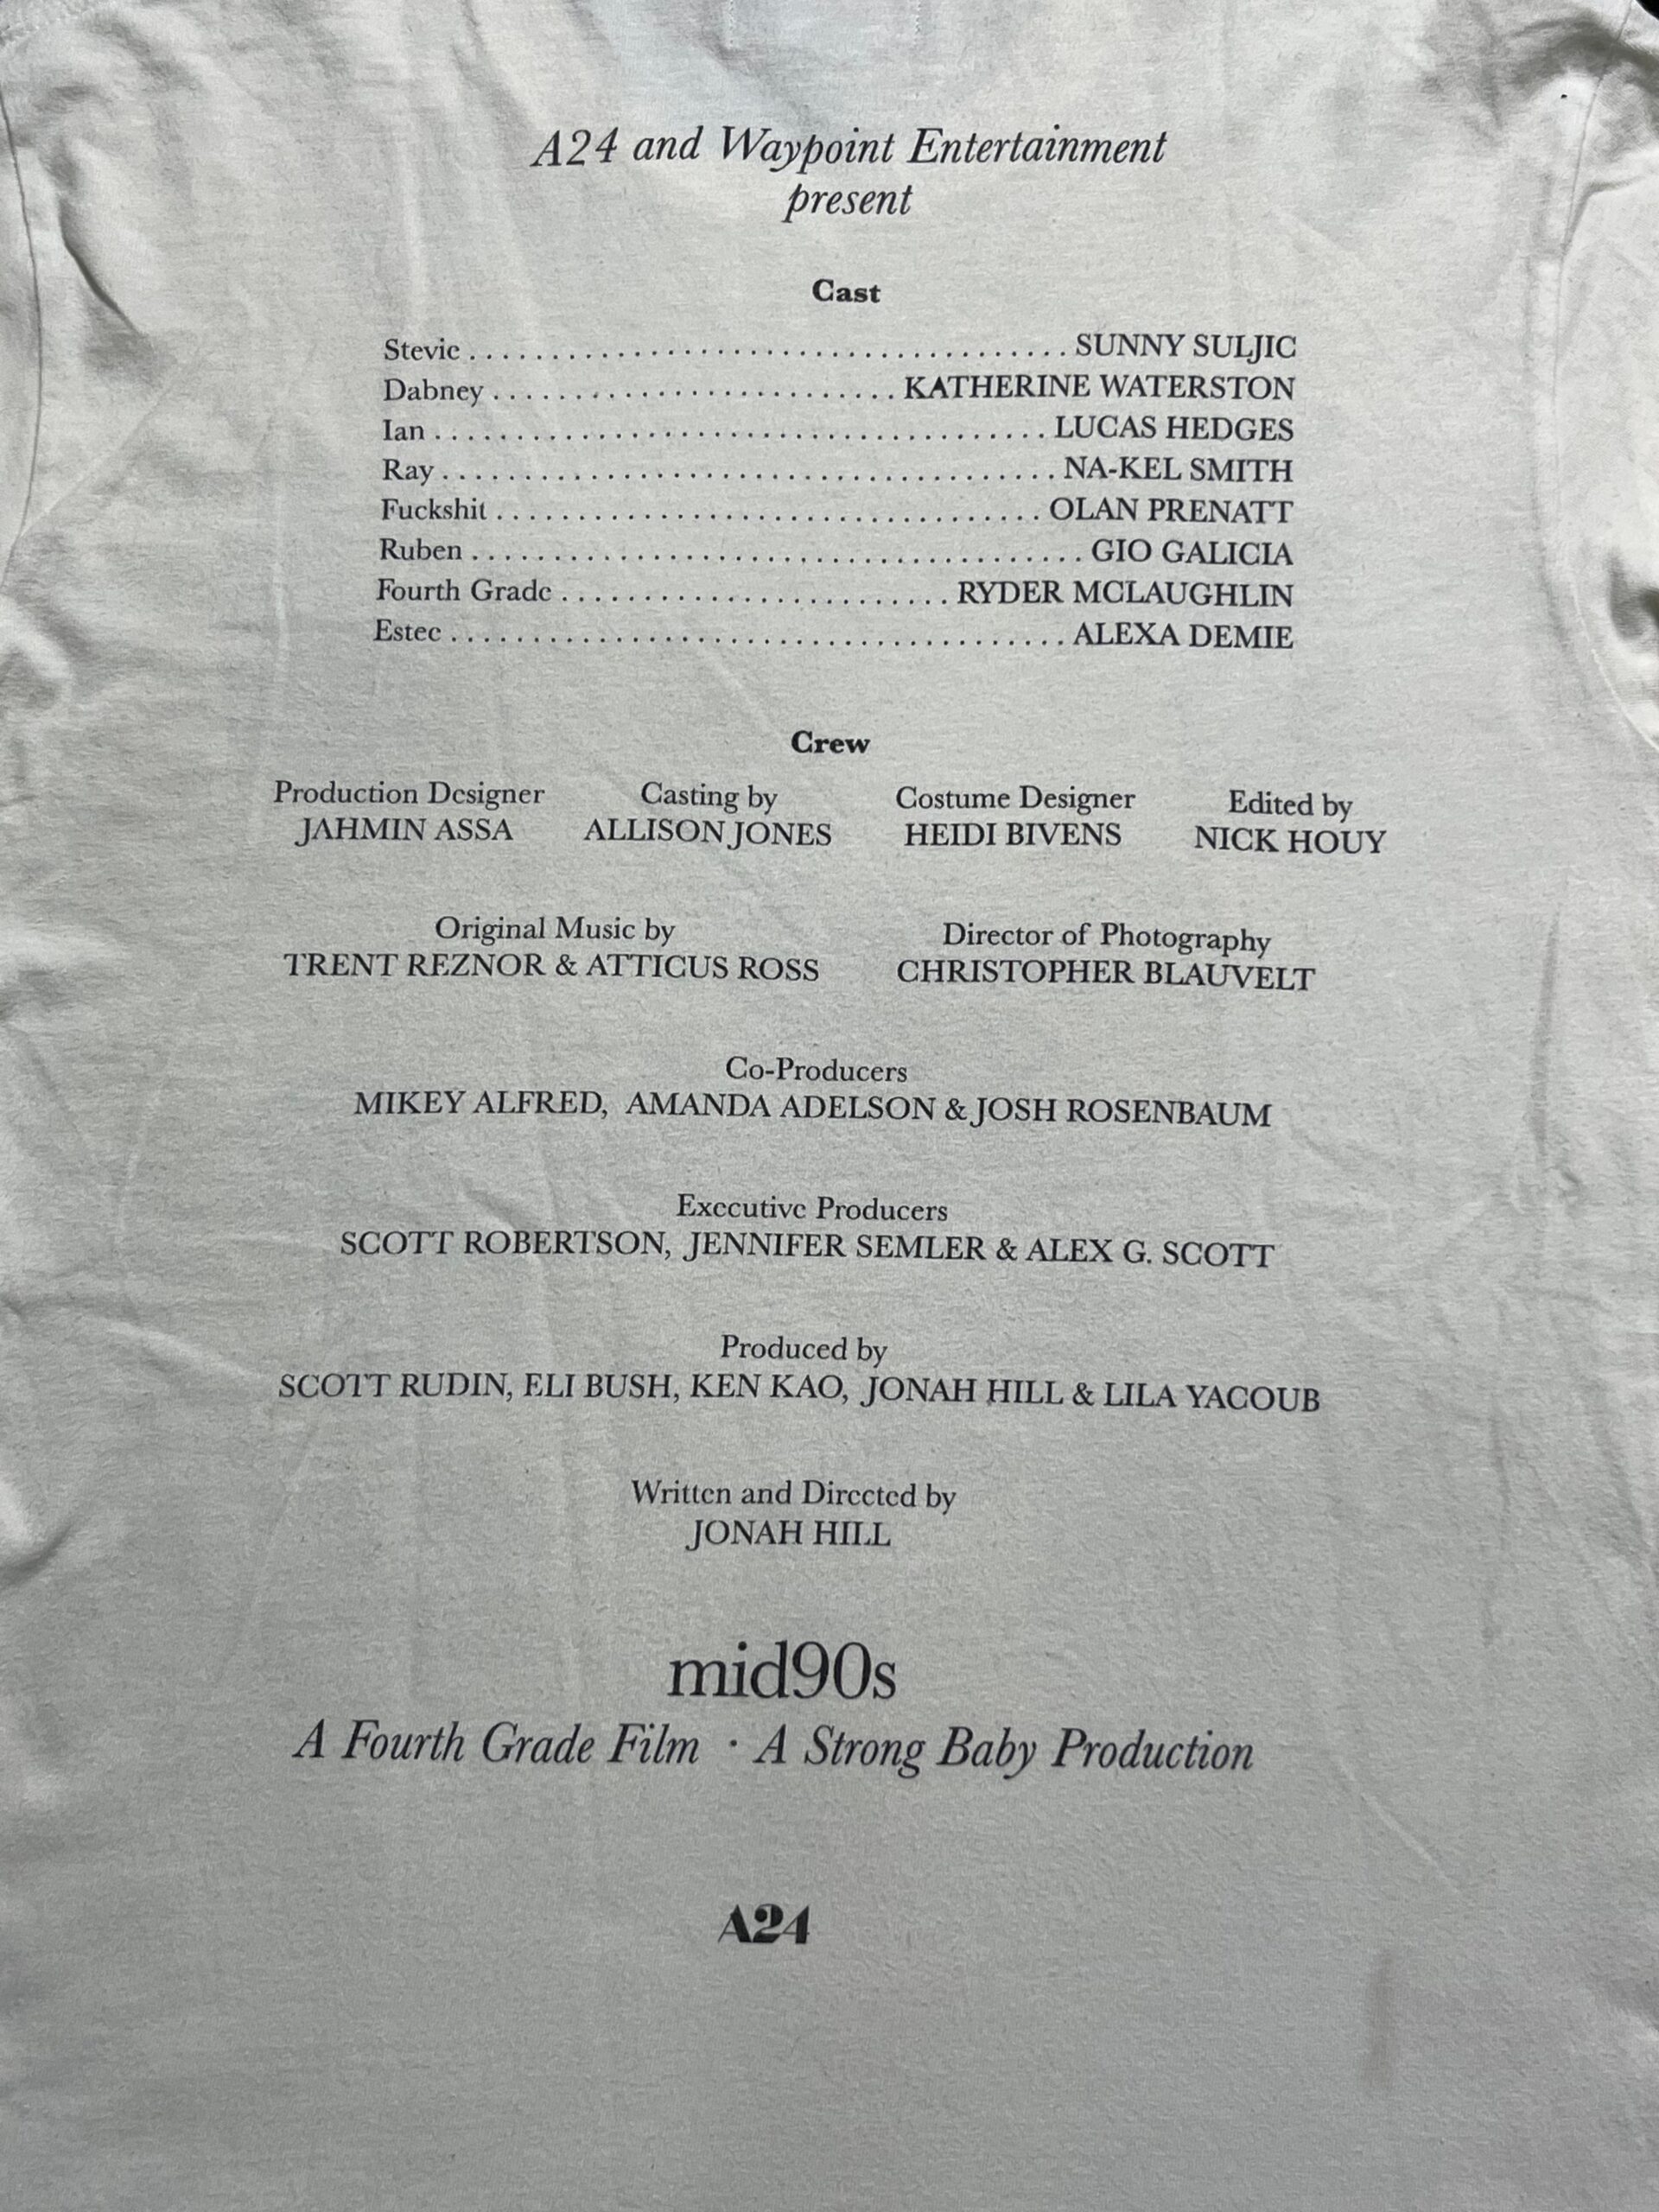 A24 and Waypoint Entertainment
present
Cast
Stevie ..................................... SUNNY SULJIC
Dabney ......................... KATHERINE WATERSTON
Ian ...................................... LUCAS HEDGES
Ray ...................................... NA-KEL SMITH
Fuckshit .................................. OLAN PRENATT
Ruben ...................................... GIO GALICIA
Fourth Grade ........................ RYDER MCLAUGHLIN
Estee ...................................... ALEXA DEMIE
Crew
Production Designer Casting by Costume Designer Edited by
JAHMIN ASSA ALLISON JONES HEIDI BIVENS NICK HOUY
Original Music by Director of Photography
TRENT REZNOR & ATTICUS ROSS CHRISTOPHER BLAUVELT
Co-Producers
MIKEY ALFRED, AMANDA ADELSON & JOSH ROSENBAUM
Executive Producers
SCOTT ROBERTSON, JENNIFER SEMLER & ALEX G. SCOTT
Produced by
SCOTT RUDIN, ELI BUSH, KEN KAO, JONAH HILL & LILA YACOUB
Written and Directed by
JONAH HILL
mid90s
A Fourth Grade Film · A Strong Baby Production
A24